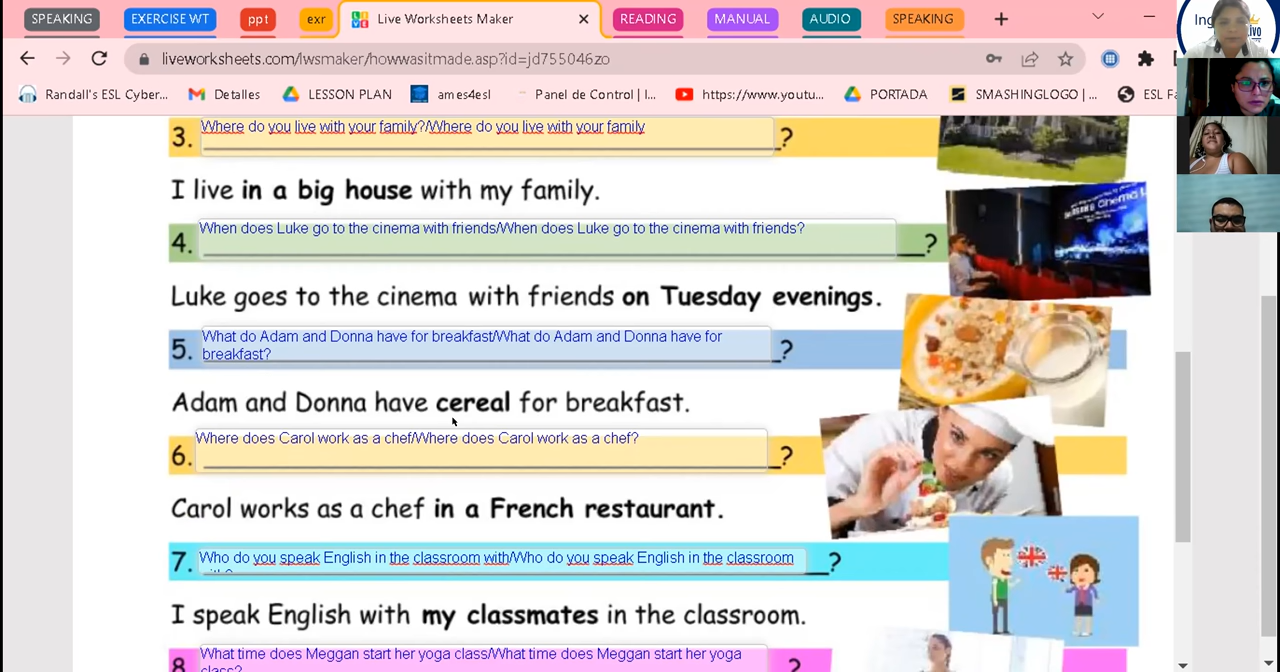 SPEAKING
EXERCISE WT
ppt
exr
Live Worksheets Maker
READING
MANUAL
AUDIO
SPEAKING
liveworksheets.com/lwsmaker/howwasitmade.asp?id=jd755046zo
Randall's ESL Cyber...
Detalles
LESSON PLAN
ames4esl
Panel de Control | I...
https://www.youtu...
PORTADA
SMASHINGLOGO | ...
ESL Fa
3. Where do you live with your family?/Where do you live with your family ?
I live in a big house with my family.
4. When does Luke go to the cinema with friends/When does Luke go to the cinema with friends? ?
Luke goes to the cinema with friends on Tuesday evenings.
5. What do Adam and Donna have for breakfast/What do Adam and Donna have for
breakfast? ?
Adam and Donna have cereal for breakfast.
6. Where does Carol work as a chef/Where does Carol work as a chef? ?
Carol works as a chef in a French restaurant.
7. Who do you speak English in the classroom with/Who do you speak English in the classroom
with? ?
I speak English with my classmates in the classroom.
8 What time does Meggan start her yoga class/What time does Meggan start her yoga
class? ?